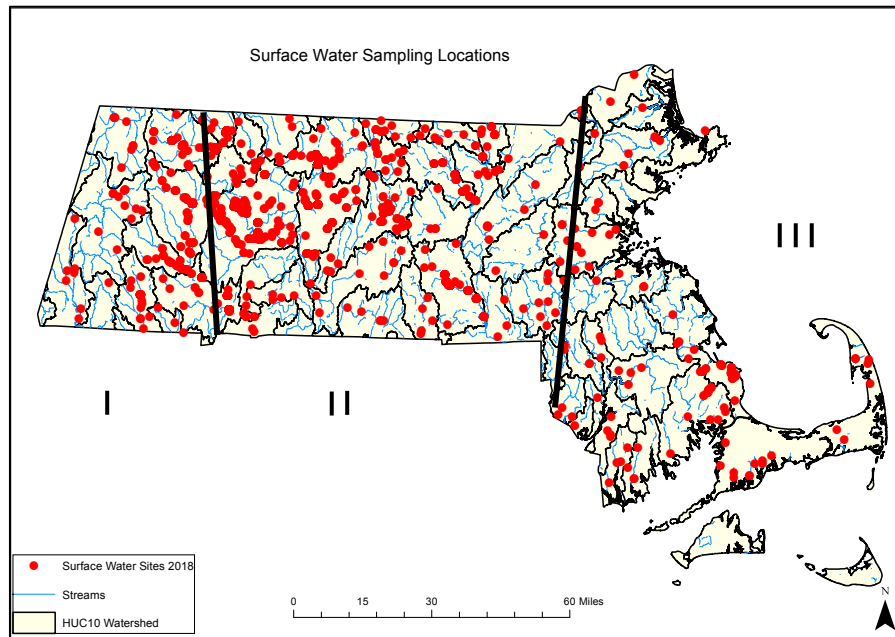 Surface Water Sampling Locations
III
I
II
Surface Water Sites 2018
Streams
HUC10 Watershed
0 15 30 60 Miles
N